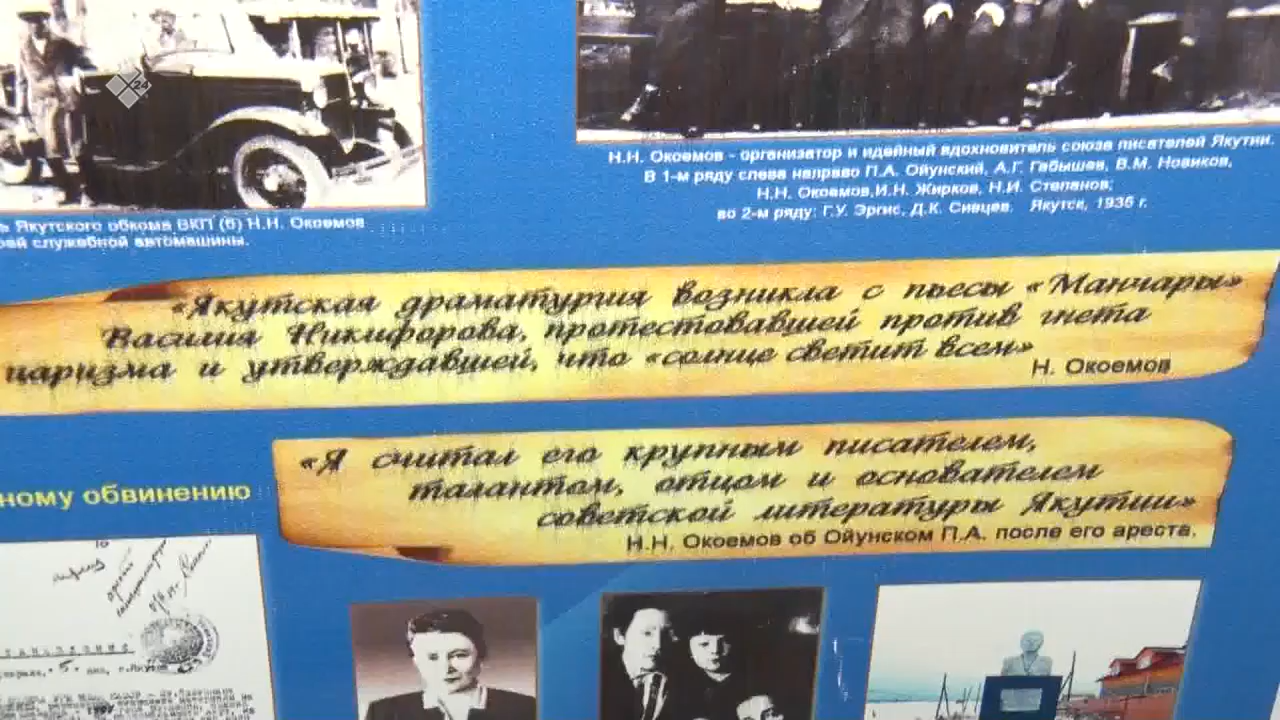 24
Н.Н. Окоемов - организатор и идейный вдохновитель союза писателей Якутии.
В 1-м ряду слева направо П.А. Ойунский, А.Г. Габышев, В.М. Новиков,
Н.Н. Окоемов,И.Н. Жирков, Н.И. Степанов;
во 2-м ряду: Г.У. Эргис, Д.К. Сивцев. Якутск, 1936 г.
Якутского обкома ВКП (б) Н.Н. Окоемов
служебной автомашины.
«Якутская драматургия возникла с пьесы «Манчары»
Василия Никифорова, протестовавшей против гнета
царизма и утверждавшей, что «солнце светит всем»
Н. Окоемов
«Я считал его крупным писателем,
талантом, отцом и основателем
советской литературы Якутии»
Н.Н. Окоемов об Ойунском П.А. после его ареста.
ному обвинению